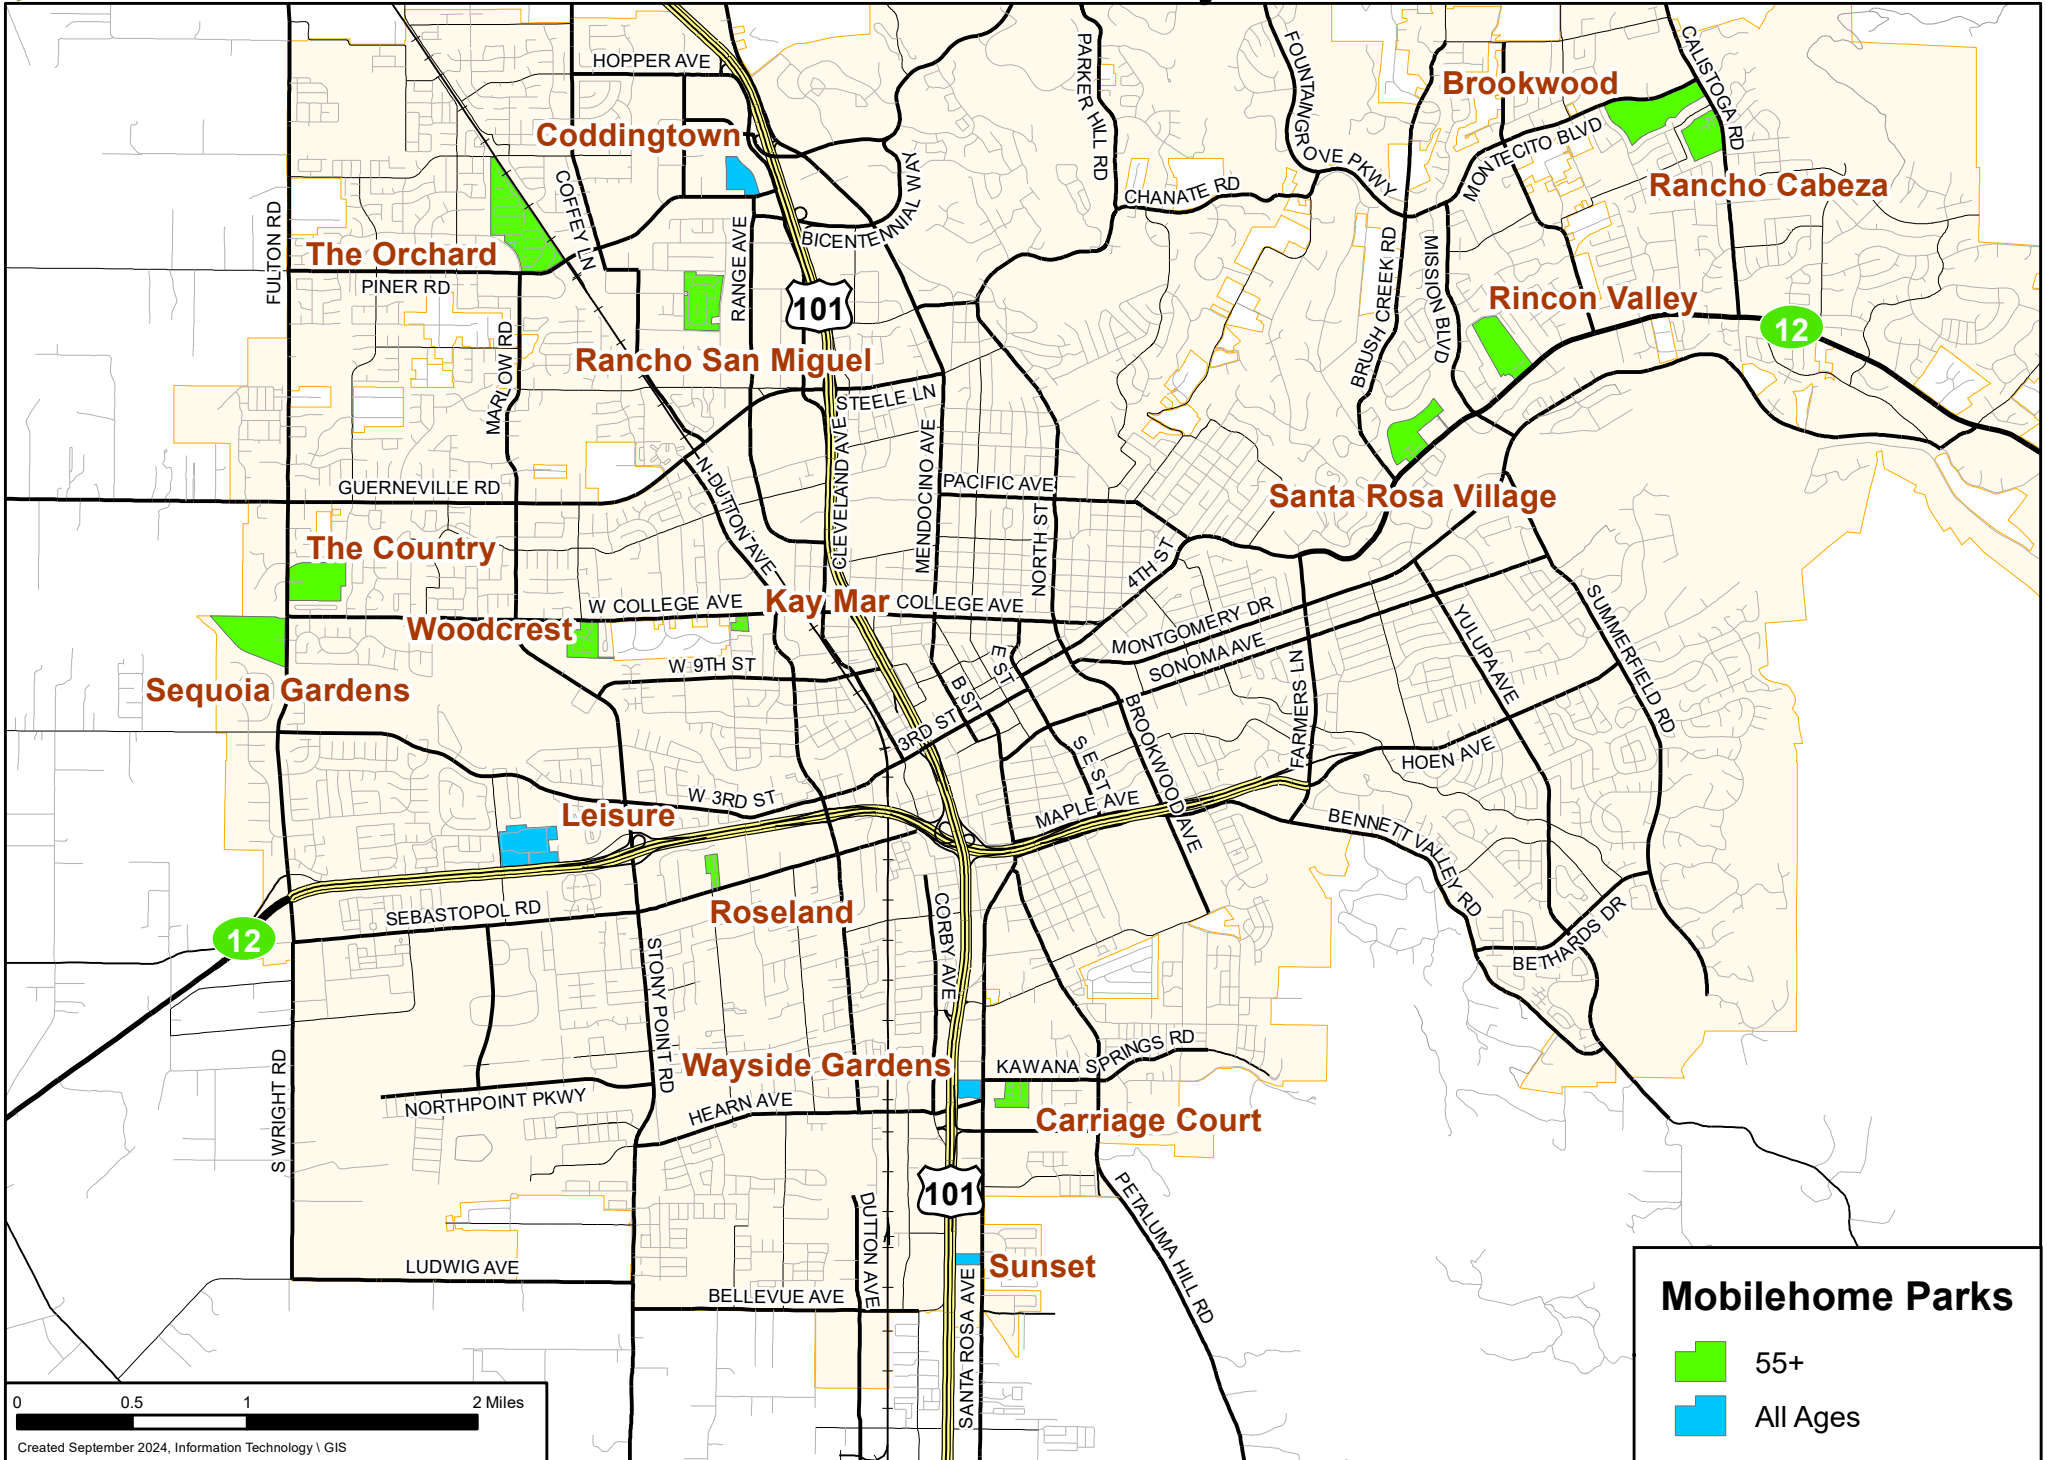 HOPPER AVE
PARKER HILL RD
FOUNTAINGROVE PKWY
CALISTOGA RD
Brookwood
Coddingtown
MONTECITO BLVD
COFFEY LN
BICENTENNIAL WAY
CHANATE RD
Rancho Cabeza
FULTON RD
The Orchard
PINER RD
RANGE AVE
101
BRUSH CREEK RD
MISSION BLVD
Rincon Valley
12
MARLOW RD
Rancho San Miguel
STEELE LN
CLEVELAND AVE
MENDOCINO AVE
GUERNEVILLE RD
N DUTTON AVE
PACIFIC AVE
NORTH ST
Santa Rosa Village
The Country
4TH ST
W COLLEGE AVE
Kay Mar
COLLEGE AVE
Woodcrest
W 9TH ST
E ST
B ST
MONTGOMERY DR
SONOMA AVE
YULUPA AVE
SUMMERFIELD RD
Sequoia Gardens
3RD ST
S E ST
BROOKWOOD AVE
FARMERS LN
HOEN AVE
Leisure
W 3RD ST
MAPLE AVE
BENNETT VALLEY RD
12
SEBASTOPOL RD
Roseland
CORBY AVE
STONY POINT RD
BETHARDS DR
S WRIGHT RD
Wayside Gardens
KAWANA SPRINGS RD
NORTHPOINT PKWY
HEARN AVE
Carriage Court
101
PETALUMA HILL RD
DUTTON AVE
LUDWIG AVE
Sunset
BELLEVUE AVE
SANTA ROSA AVE
Mobilehome Parks
55+
All Ages
0 0.5 1 2 Miles
Created September 2024, Information Technology \ GIS